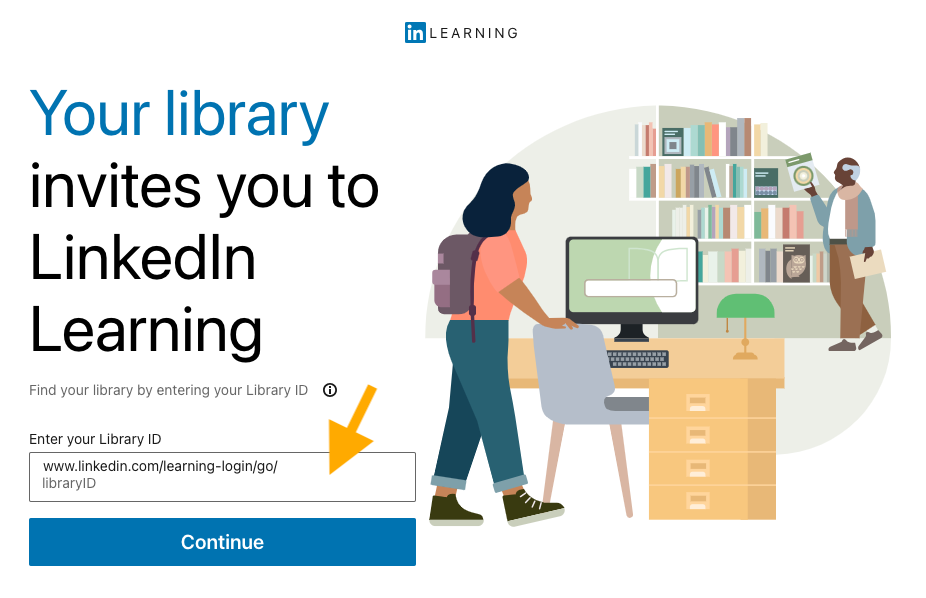 in LEARNING
Your library
invites you to
LinkedIn
Learning
Find your library by entering your Library ID
Enter your Library ID
www.linkedin.com/learning-login/go/
libraryID
Continue